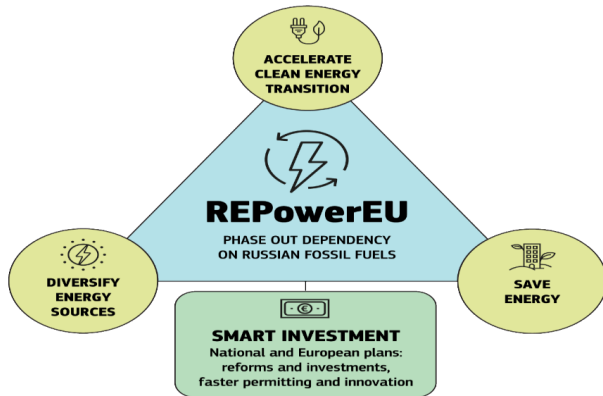 ACCELERATE
CLEAN ENERGY
TRANSITION
REPowerEU
PHASE OUT DEPENDENCY
ON RUSSIAN FOSSIL FUELS
DIVERSIFY
ENERGY
SOURCES
SAVE
ENERGY
€
SMART INVESTMENT
National and European plans:
reforms and investments,
faster permitting and innovation